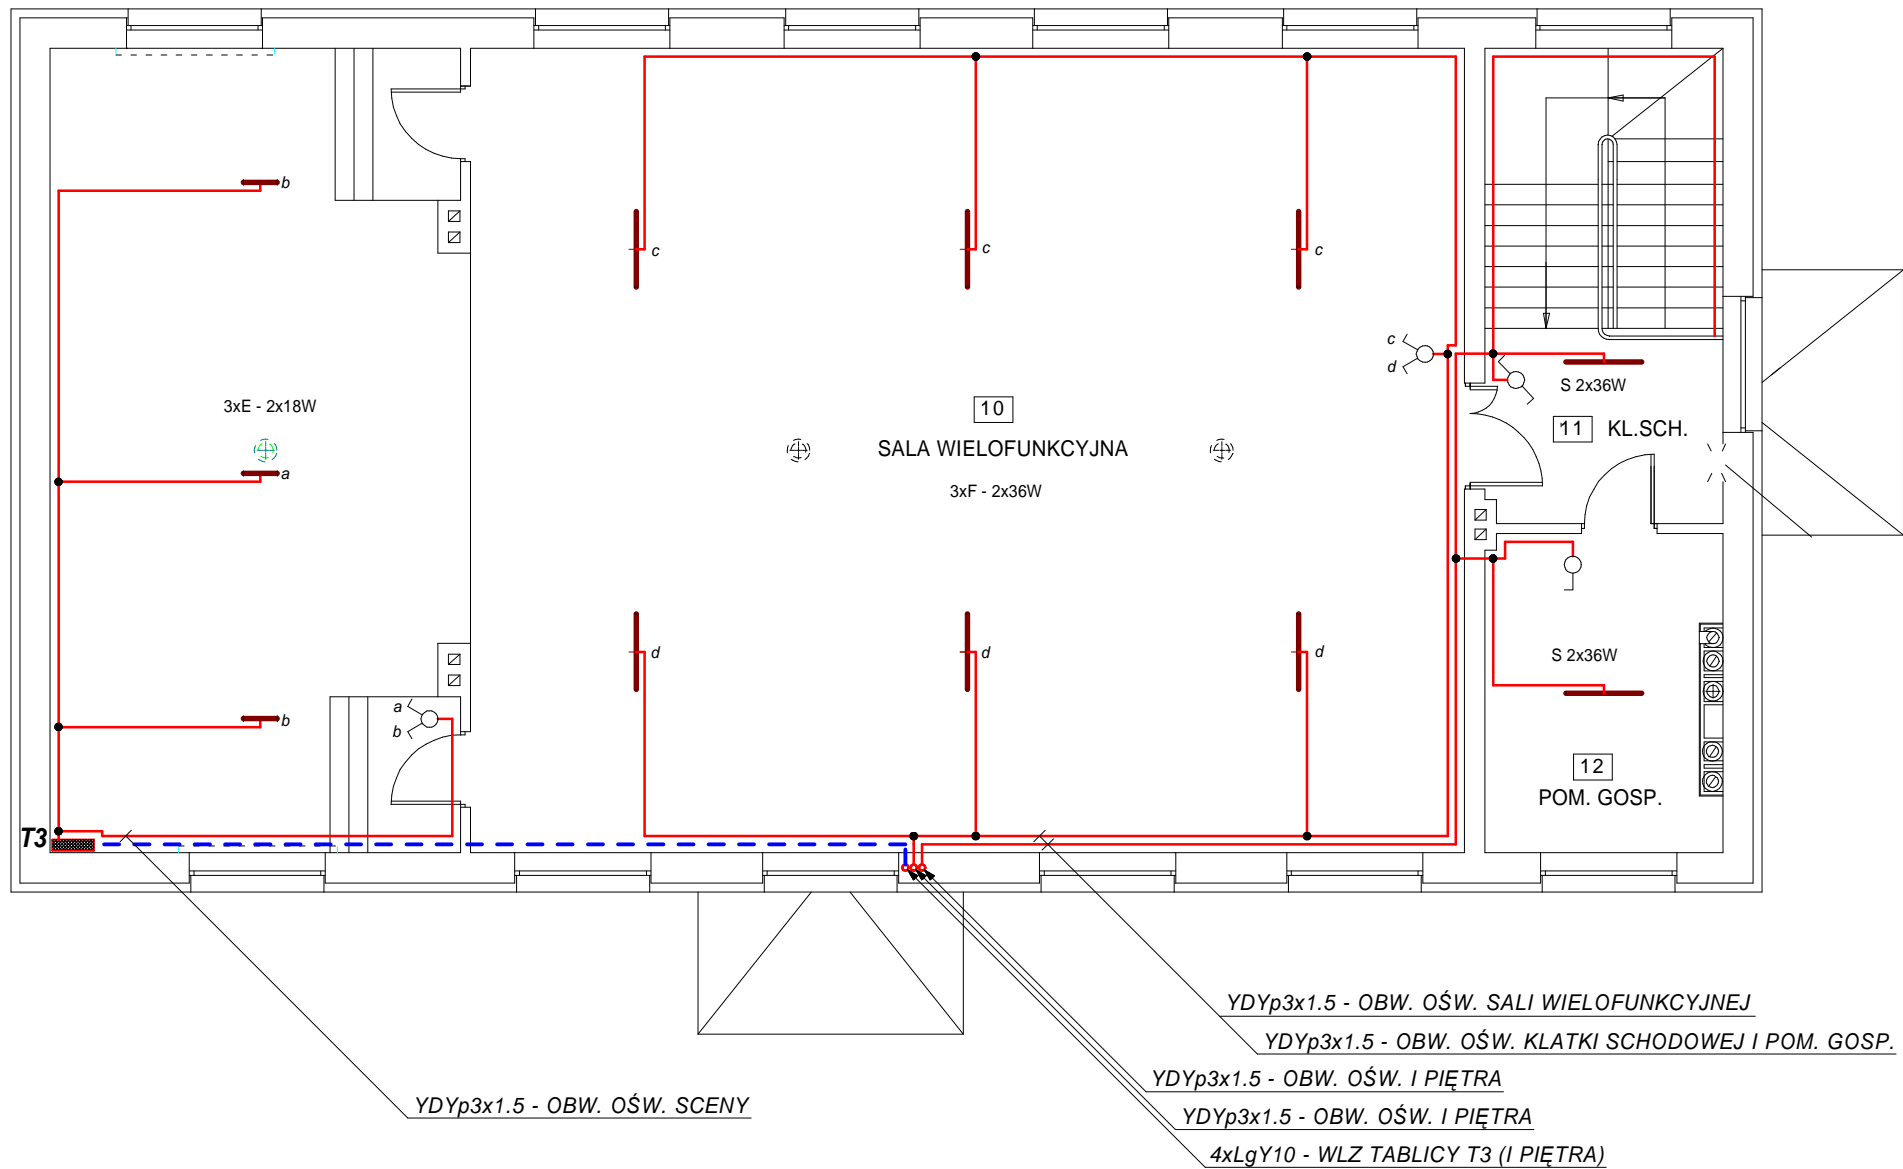 b
c
c
c
c
d
3xE - 2x18W
S 2x36W
10
11 KL.SCH.
SALA WIELOFUNKCYJNA
a
3xF - 2x36W
d
d
d
S 2x36W
a
b
b
12
POM. GOSP.
T3
YDYp3x1.5 - OBW. OŚW. SALI WIELOFUNKCYJNEJ
YDYp3x1.5 - OBW. OŚW. KLATKI SCHODOWEJ I POM. GOSP.
YDYp3x1.5 - OBW. OŚW. I PIĘTRA
YDYp3x1.5 - OBW. OŚW. SCENY
YDYp3x1.5 - OBW. OŚW. I PIĘTRA
4xLgY10 - WLZ TABLICY T3 (I PIĘTRA)